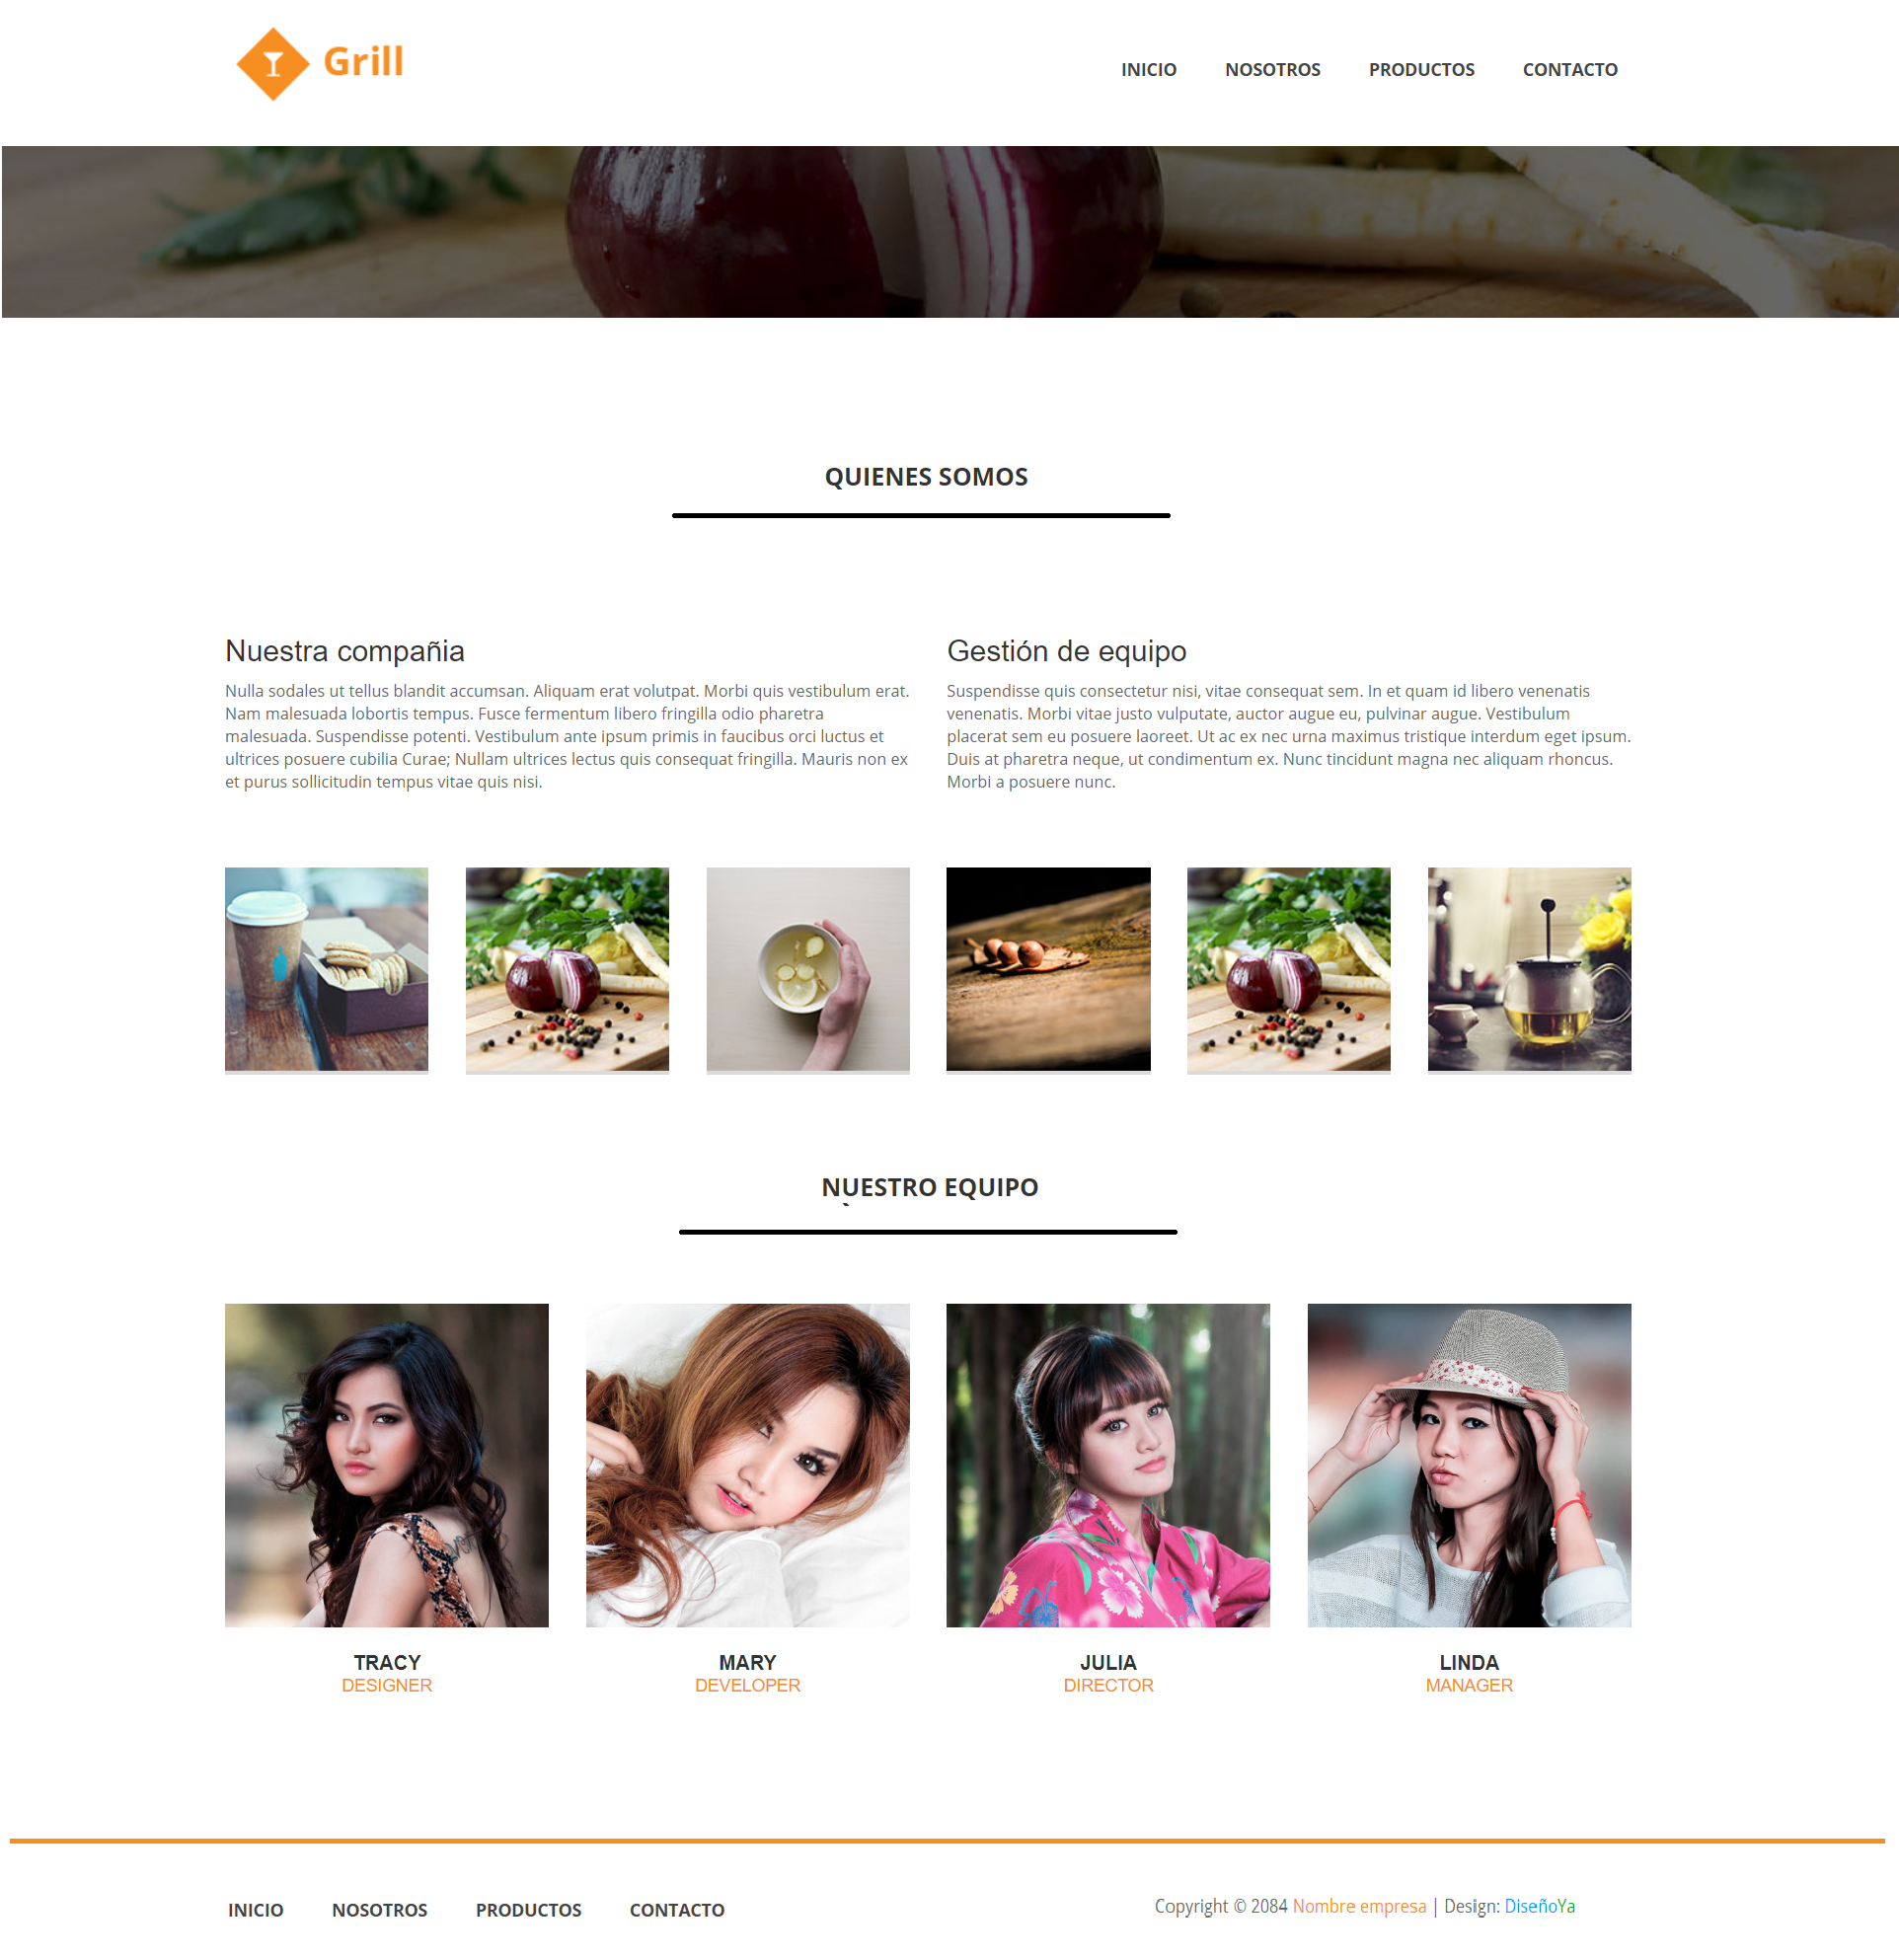 Grill
INICIO NOSOTROS PRODUCTOS CONTACTO
QUIENES SOMOS
Nuestra compañia
Nulla sodales ut tellus blandit accumsan. Aliquam erat volutpat. Morbi quis vestibulum erat.
Nam malesuada lobortis tempus. Fusce fermentum libero fringilla odio pharetra
malesuada. Suspendisse potenti. Vestibulum ante ipsum primis in faucibus orci luctus et
ultrices posuere cubilia Curae; Nullam ultrices lectus quis consequat fringilla. Mauris non ex
et purus sollicitudin tempus vitae quis nisi.
Gestión de equipo
Suspendisse quis consectetur nisi, vitae consequat sem. In et quam id libero venenatis
venenatis. Morbi vitae justo vulputate, auctor augue eu, pulvinar augue. Vestibulum
placerat sem eu posuere laoreet. Ut ac ex nec urna maximus tristique interdum eget ipsum.
Duis at pharetra neque, ut condimentum ex. Nunc tincidunt magna nec aliquam rhoncus.
Morbi a posuere nunc.
NUESTRO EQUIPO
TRACY
DESIGNER
MARY
DEVELOPER
JULIA
DIRECTOR
LINDA
MANAGER
INICIO NOSOTROS PRODUCTOS CONTACTO
Copyright © 2084 Nombre empresa | Design: DiseñoYa